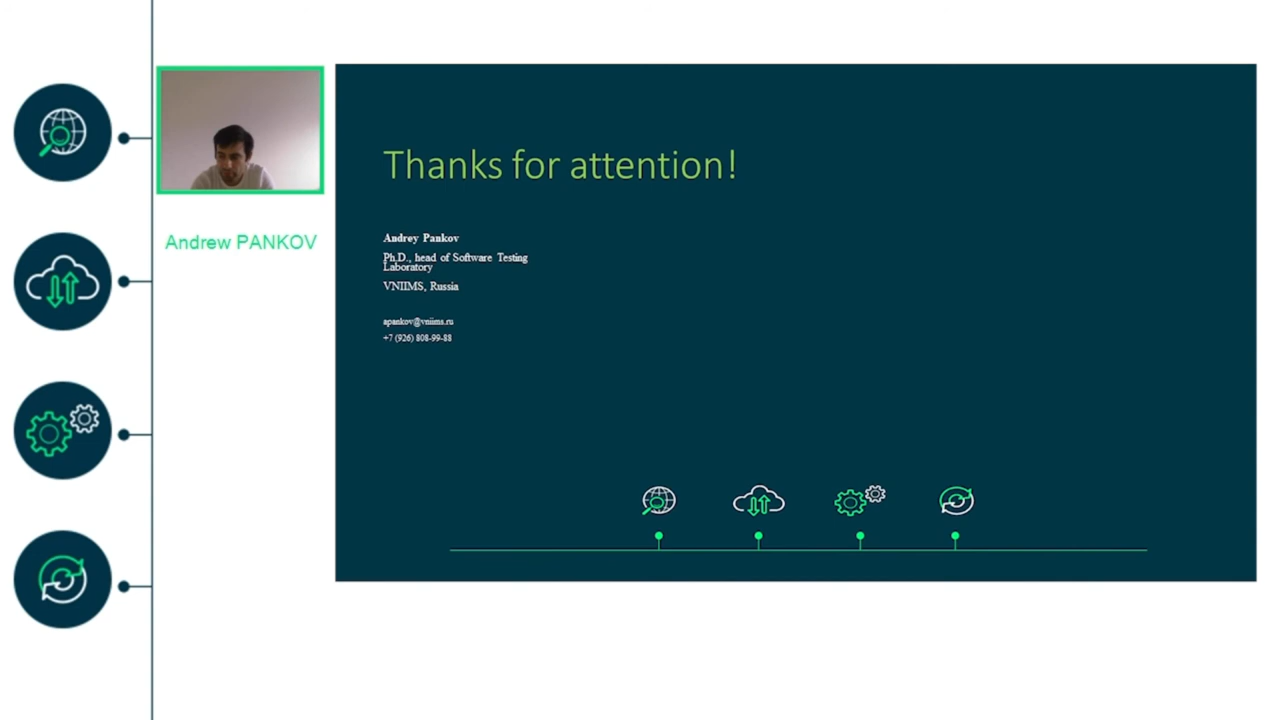 Andrew PANKOV
Thanks for attention!
Andrey Pankov
Ph.D., head of Software Testing
Laboratory
VNIIMS, Russia
apankov@vniims.ru
+7 (926) 808-99-88